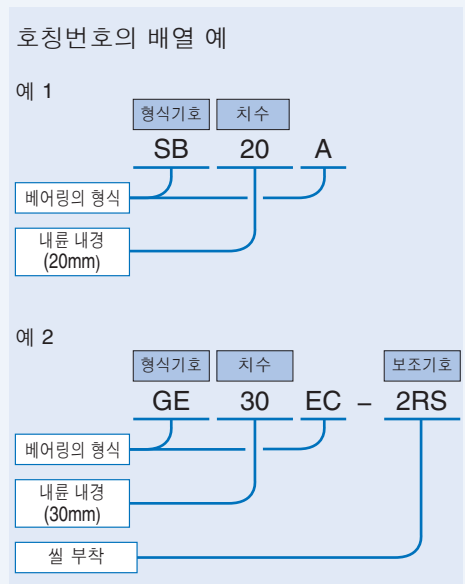 호칭번호의 배열 예
예 1
형식기호 치수
SB 20 A
베어링의 형식
내륜 내경
(20mm)
예 2
형식기호 치수 보조기호
GE 30 EC – 2RS
베어링의 형식
내륜 내경
(30mm)
씰 부착